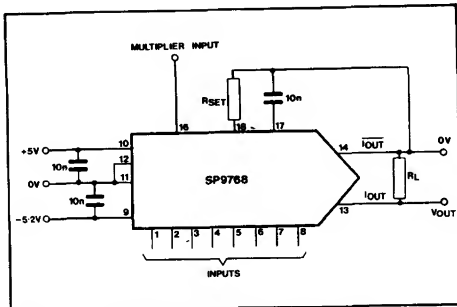 MULTIPLIER INPUT
RSET
10n
16
18
17
+5V
10
10n
12
0V
11
10n
-5·2V
9
SP9768
14
IOUT
0V
RL
IOUT
13
VOUT
1 2 3 4 5 6 7 8
INPUTS